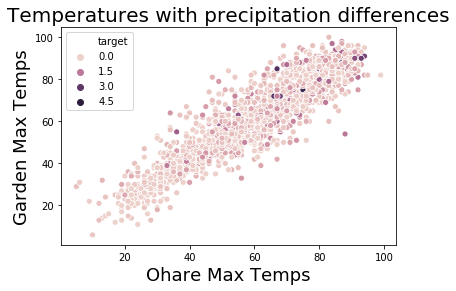 Temperatures with precipitation differences
100
80
60
40
20
Garden Max Temps
target
0.0
1.5
3.0
4.5
20 40 60 80 100
Ohare Max Temps